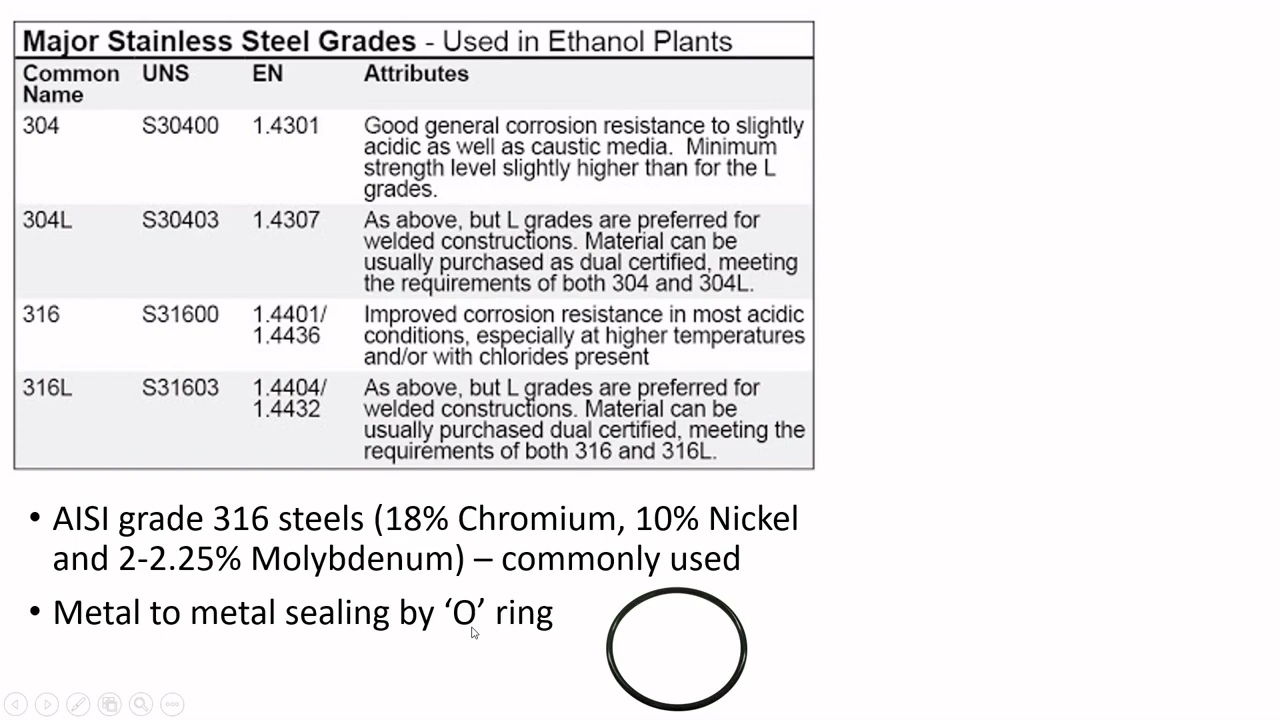 Major Stainless Steel Grades - Used in Ethanol Plants
Common Name UNS EN Attributes
304 S30400 1.4301 Good general corrosion resistance to slightly
acidic as well as caustic media. Minimum
strength level slightly higher than for the L
grades.
304L S30403 1.4307 As above, but L grades are preferred for
welded constructions. Material can be
usually purchased as dual certified, meeting
the requirements of both 304 and 304L.
316 S31600 1.4401/ Improved corrosion resistance in most acidic
1.4436 conditions, especially at higher temperatures
and/or with chlorides present
316L S31603 1.4404/ As above, but L grades are preferred for
1.4432 welded constructions. Material can be
usually purchased dual certified, meeting the
requirements of both 316 and 316L.
• AISI grade 316 steels (18% Chromium, 10% Nickel
and 2-2.25% Molybdenum) – commonly used
• Metal to metal sealing by ‘O’ ring